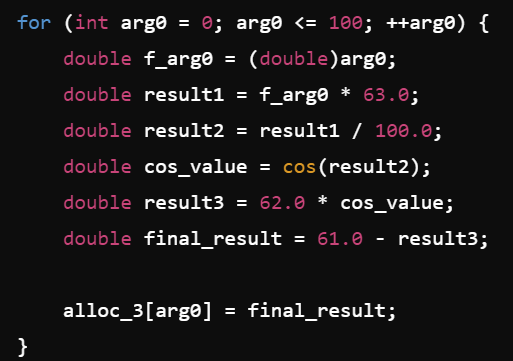 for (int arg0 = 0; arg0 <= 100; ++arg0) {
    double f_arg0 = (double)arg0;
    double result1 = f_arg0 * 63.0;
    double result2 = result1 / 100.0;
    double cos_value = cos(result2);
    double result3 = 62.0 * cos_value;
    double final_result = 61.0 - result3;

    alloc_3[arg0] = final_result;
}